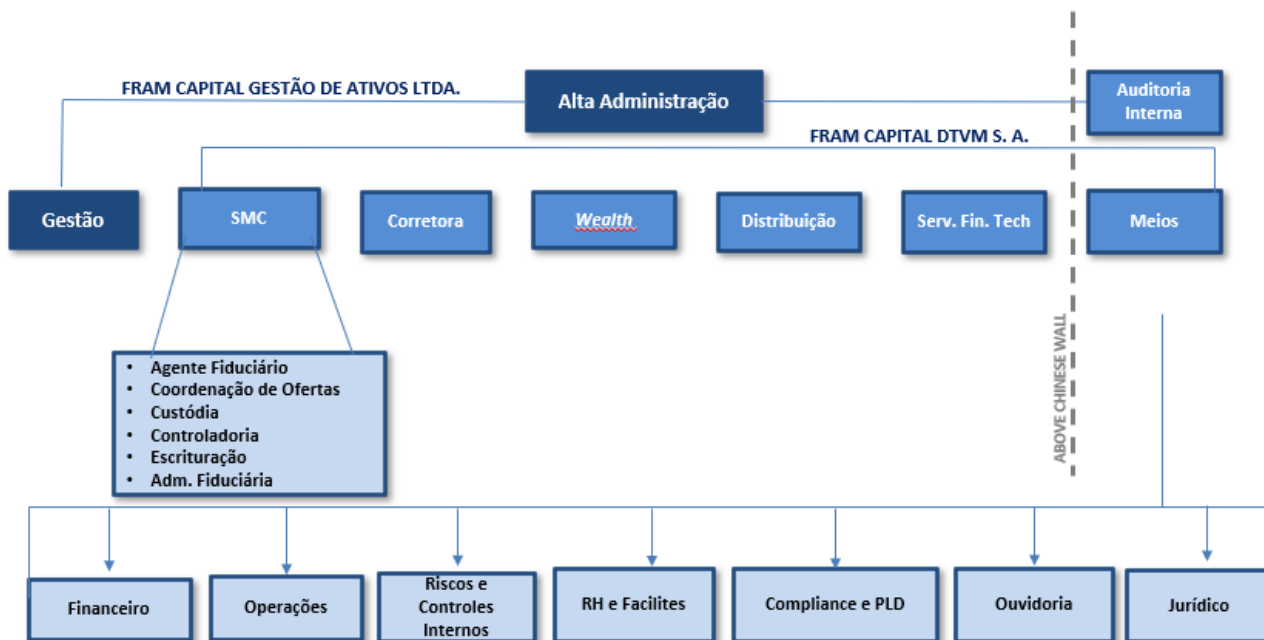 FRAM CAPITAL GESTÃO DE ATIVOS LTDA.
Alta Administração
Auditoria
Interna
FRAM CAPITAL DTVM S. A.
Gestão
SMC
Corretora
Wealth
Distribuição
Serv. Fin. Tech
Meios
ABOVE CHINESE WALL
• Agente Fiduciário
• Coordenação de Ofertas
• Custódia
• Controladoria
• Escrituração
• Adm. Fiduciária
Financeiro
Operações
Riscos e
Controles
Internos
RH e Facilites
Compliance e PLD
Ouvidoria
Jurídico